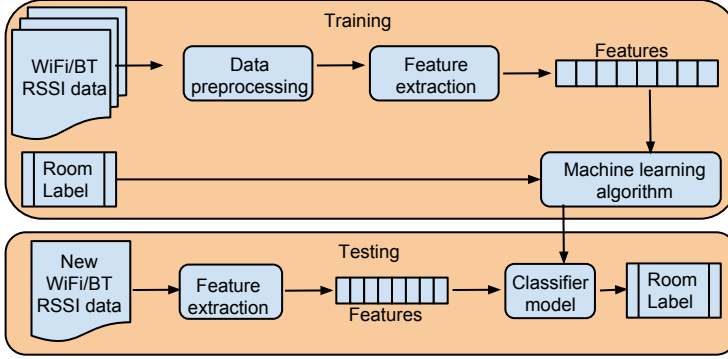 Training
WiFi/BT
RSSI data
Data
preprocessing
Feature
extraction
Features
Room
Label
Machine learning
algorithm
Testing
New
WiFi/BT
RSSI data
Feature
extraction
Features
Classifier
model
Room
Label